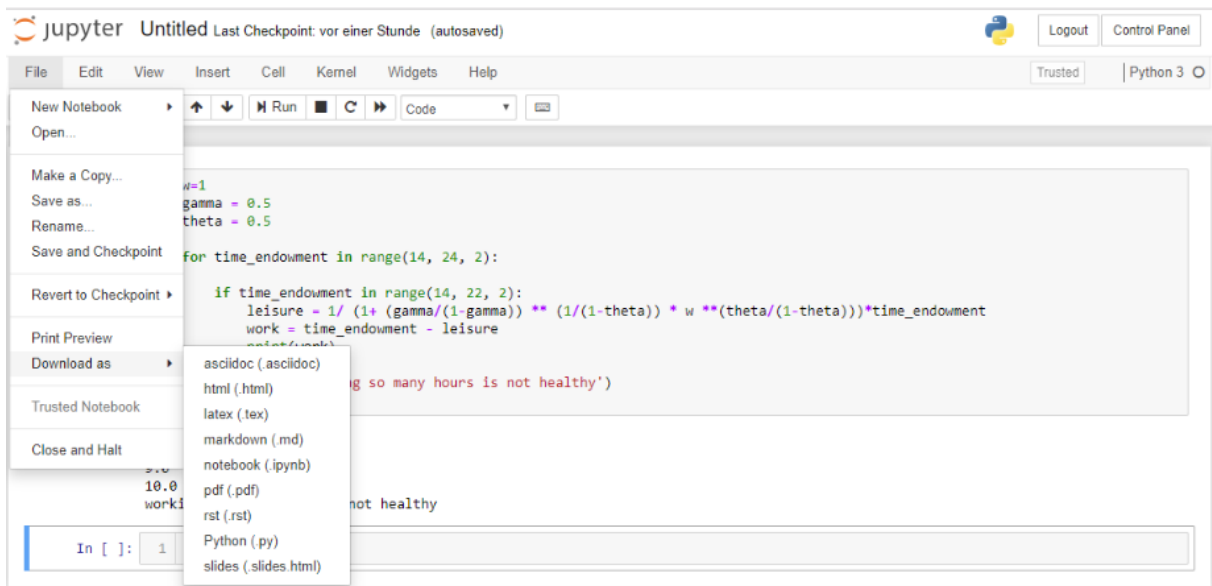 jupyter Untitled Last Checkpoint: vor einer Stunde (autosaved) Logout Control Panel
File Edit View Insert Cell Kernel Widgets Help Trusted Python 3
New Notebook
Run Code
Open...
Make a Copy...
Save as...
Rename...
Save and Checkpoint
Revert to Checkpoint
Print Preview
Download as
Trusted Notebook
Close and Halt
asciidoc (.asciidoc)
html (.html)
latex (.tex)
markdown (.md)
notebook (.ipynb)
pdf (.pdf)
rst (.rst)
Python (.py)
slides (.slides.html)
w=1
gamma = 0.5
theta = 0.5
for time_endowment in range(14, 24, 2):
if time_endowment in range(14, 22, 2):
leisure = 1/ (1+ (gamma/(1-gamma)) ** (1/(1-theta)) * w **(theta/(1-theta)))*time_endowment
work = time_endowment - leisure
print(work)
so many hours is not healthy')
9.0
10.0
not healthy
In [ ]: 1